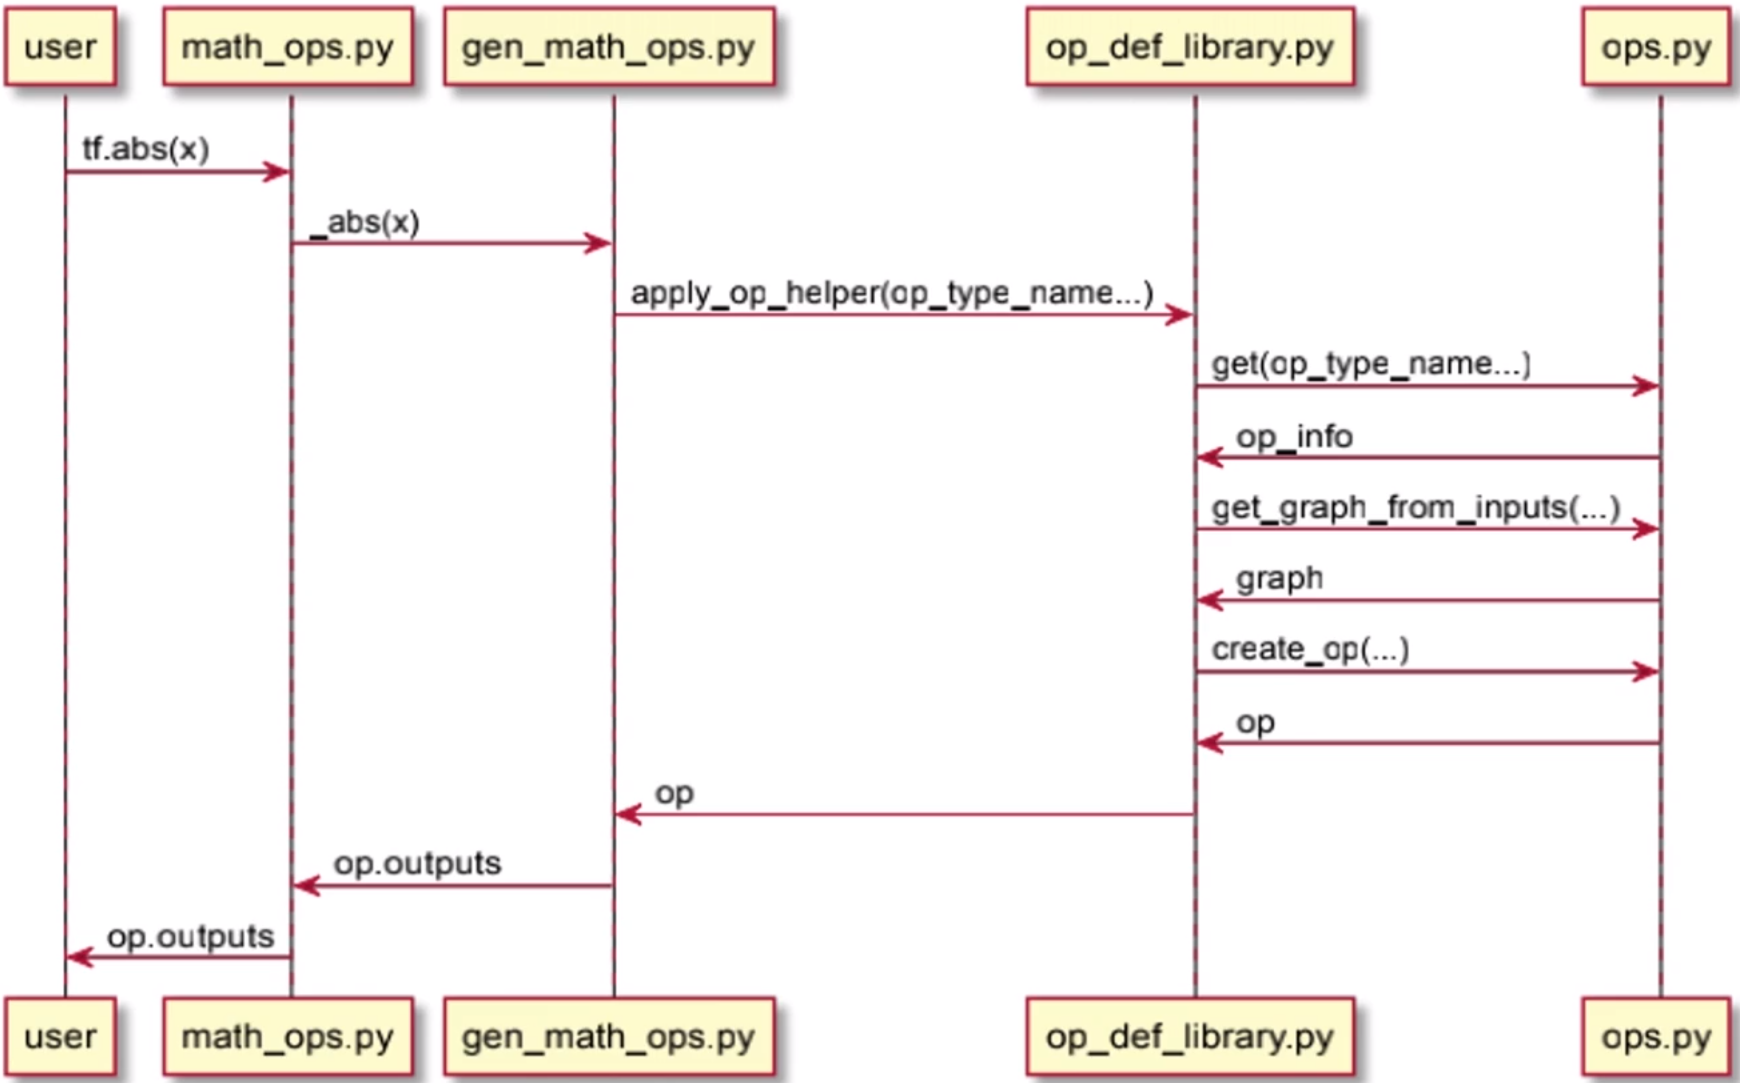 user
math_ops.py
gen_math_ops.py
op_def_library.py
ops.py
tf.abs(x)
_abs(x)
apply_op_helper(op_type_name...)
get(op_type_name...)
op_info
get_graph_from_inputs(...)
graph
create_op(...)
op
op
op.outputs
op.outputs
user
math_ops.py
gen_math_ops.py
op_def_library.py
ops.py